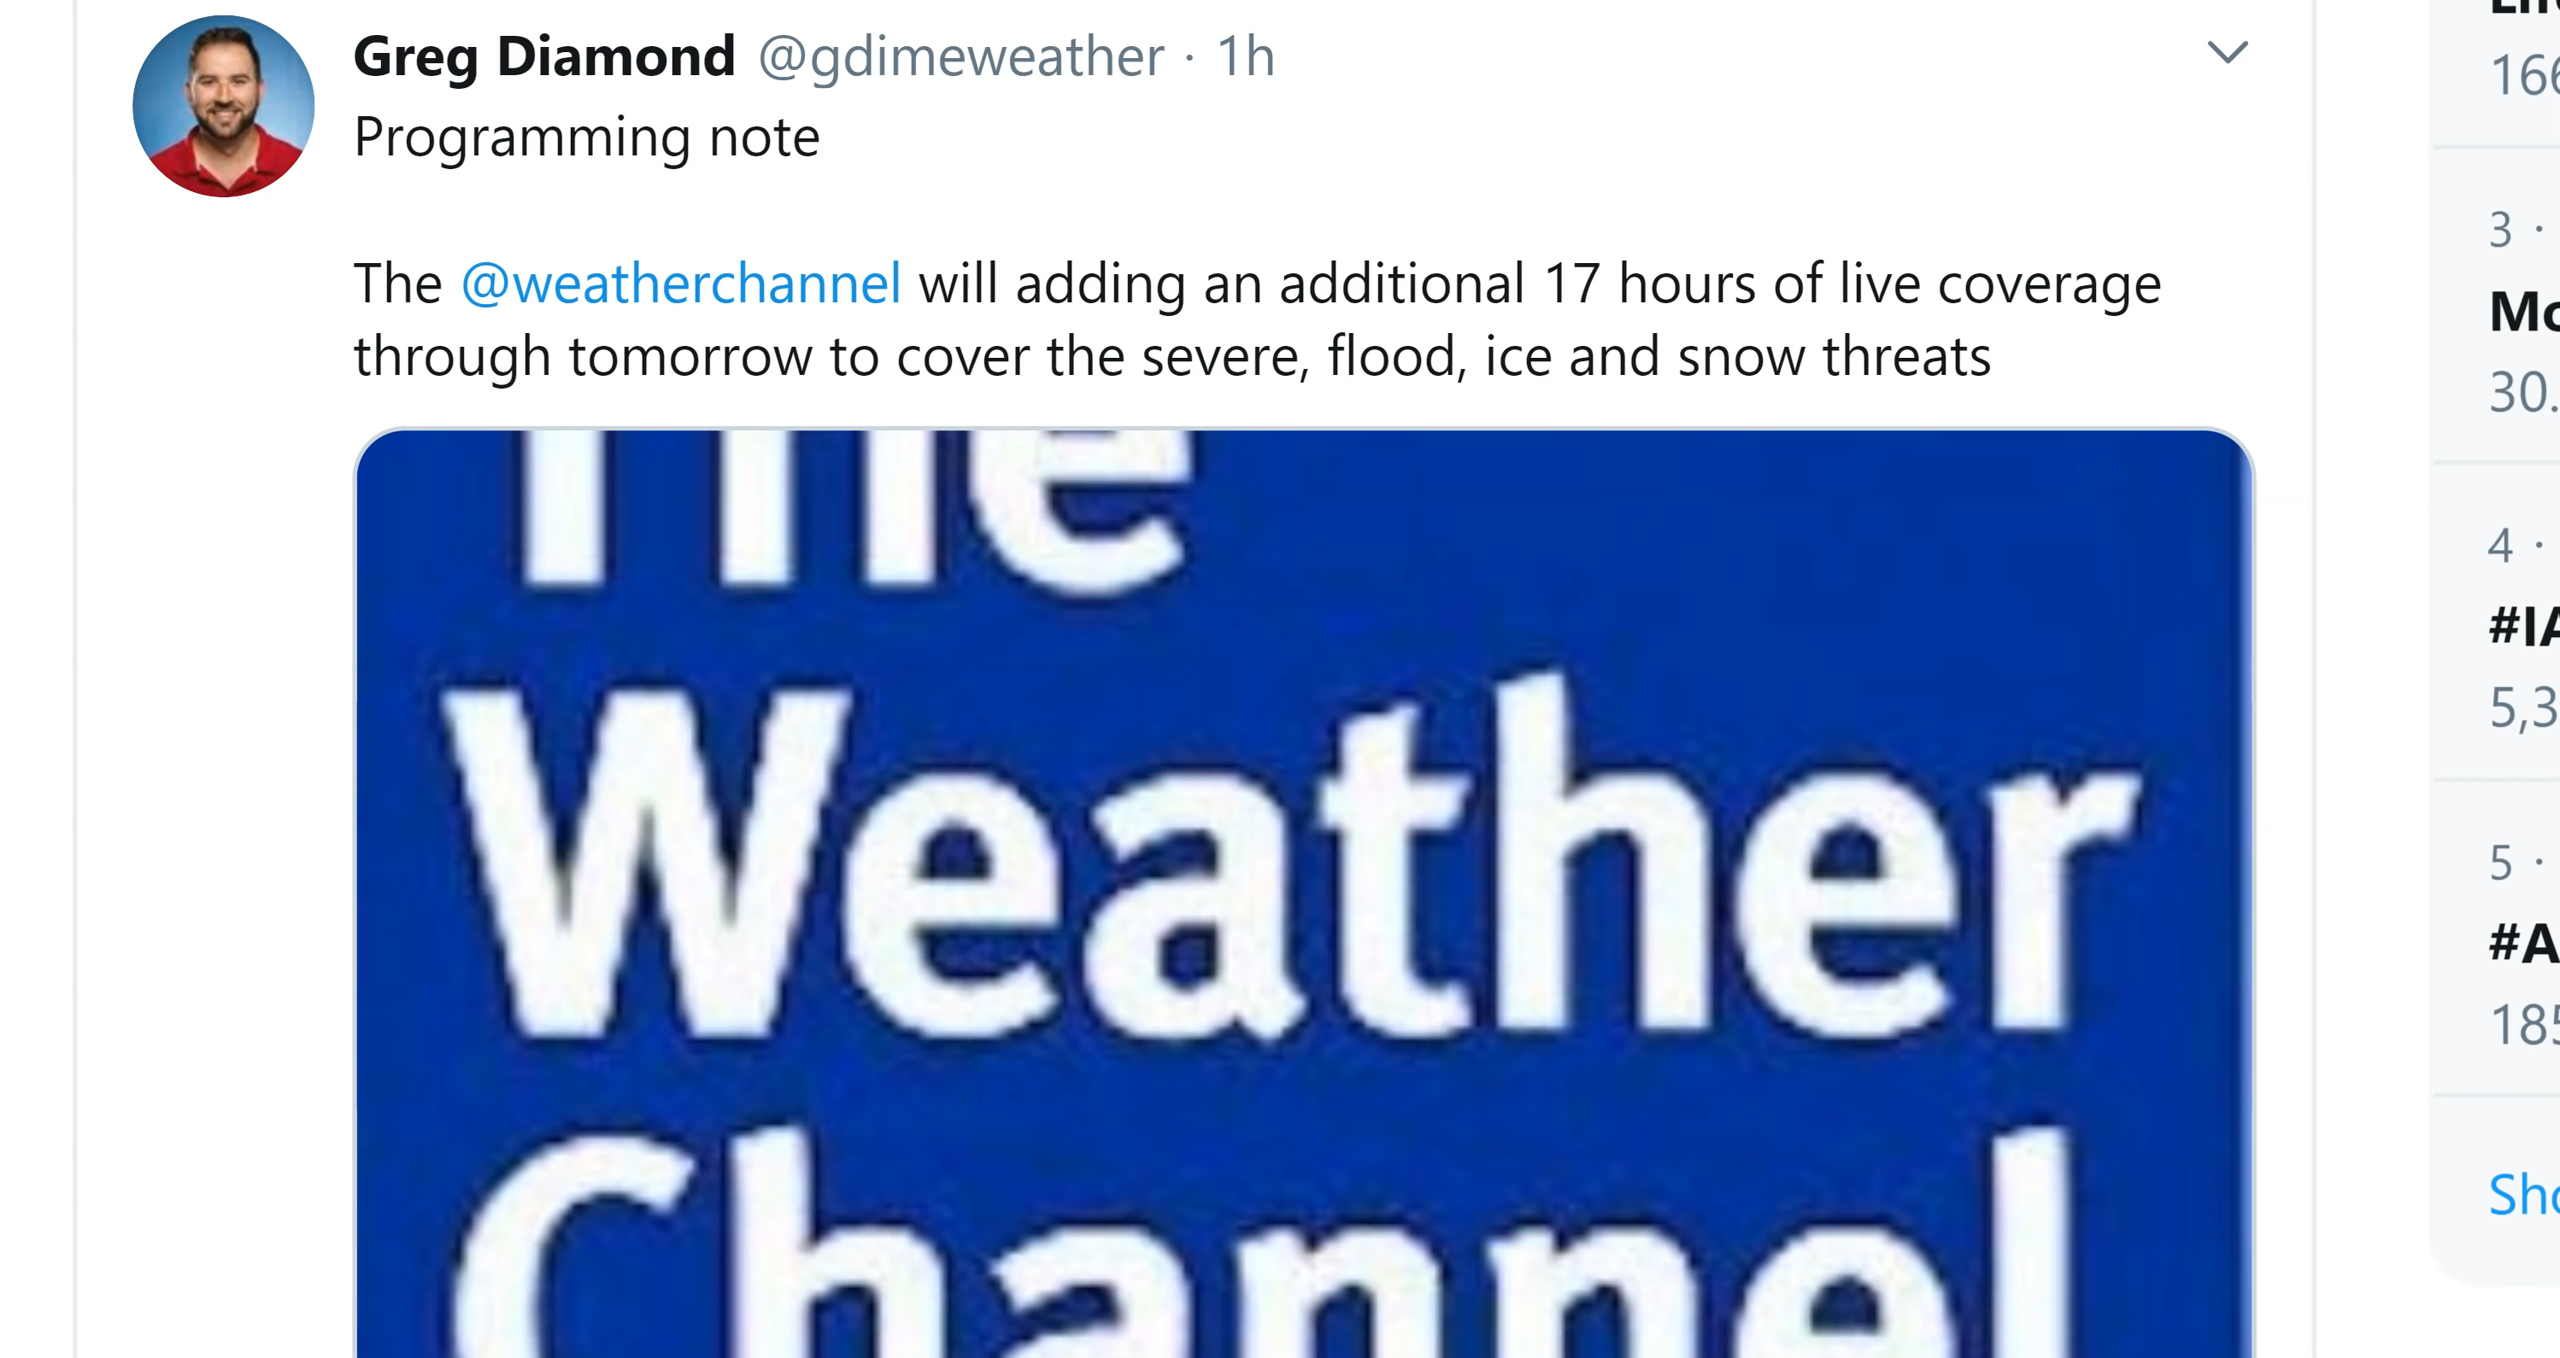 Greg Diamond @gdimeweather · 1h
Programming note
The @weatherchannel will adding an additional 17 hours of live coverage
through tomorrow to cover the severe, flood, ice and snow threats
The
Weather
Channel
3 ·
4 ·
5 ·